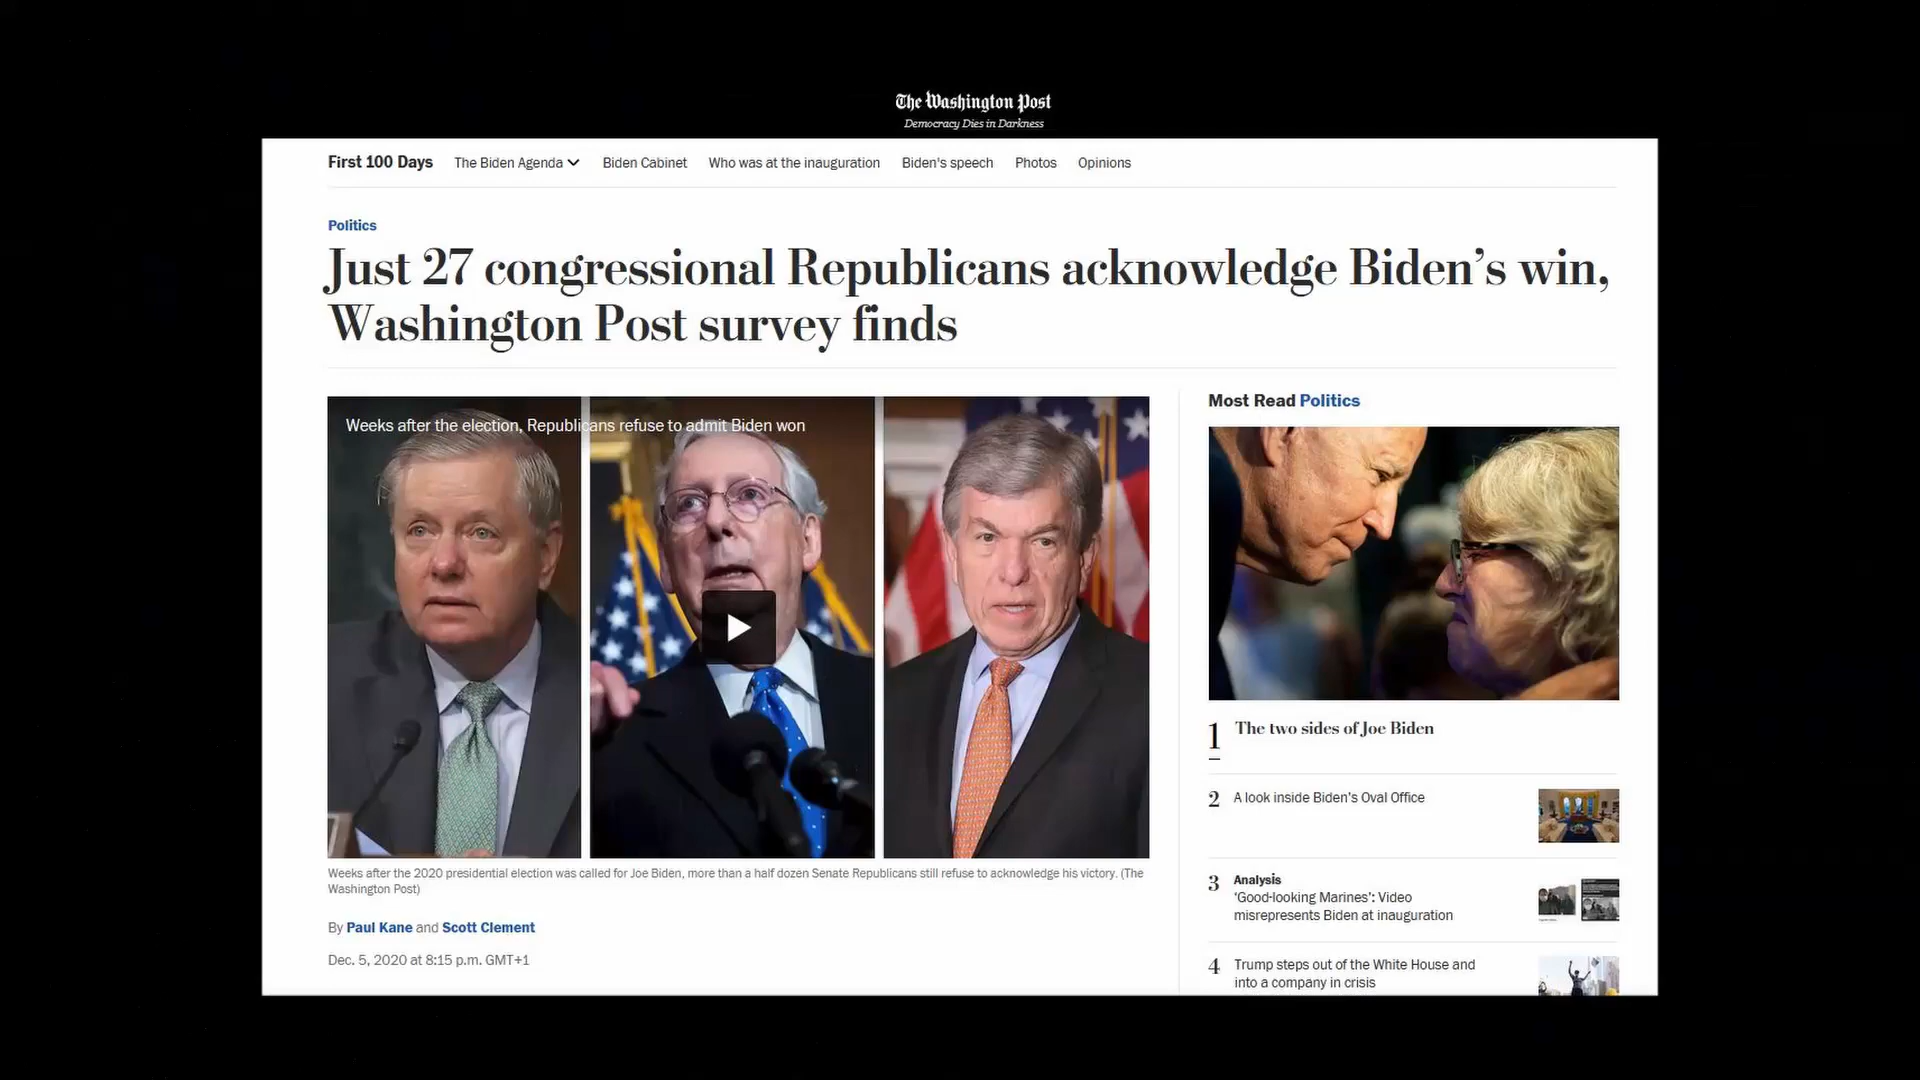 The Washington Post
Democracy Dies in Darkness
First 100 Days The Biden Agenda Biden Cabinet Who was at the inauguration Biden's speech Photos Opinions
Politics
Just 27 congressional Republicans acknowledge Biden’s win,
Washington Post survey finds
Weeks after the election, Republicans refuse to admit Biden won
Weeks after the 2020 presidential election was called for Joe Biden, more than a half dozen Senate Republicans still refuse to acknowledge his victory. (The
Washington Post)
By Paul Kane and Scott Clement
Dec. 5, 2020 at 8:15 p.m. GMT+1
Most Read Politics
1 The two sides of Joe Biden
2 A look inside Biden's Oval Office
3 Analysis
‘Good-looking Marines’: Video
misrepresents Biden at inauguration
4 Trump steps out of the White House and
into a company in crisis